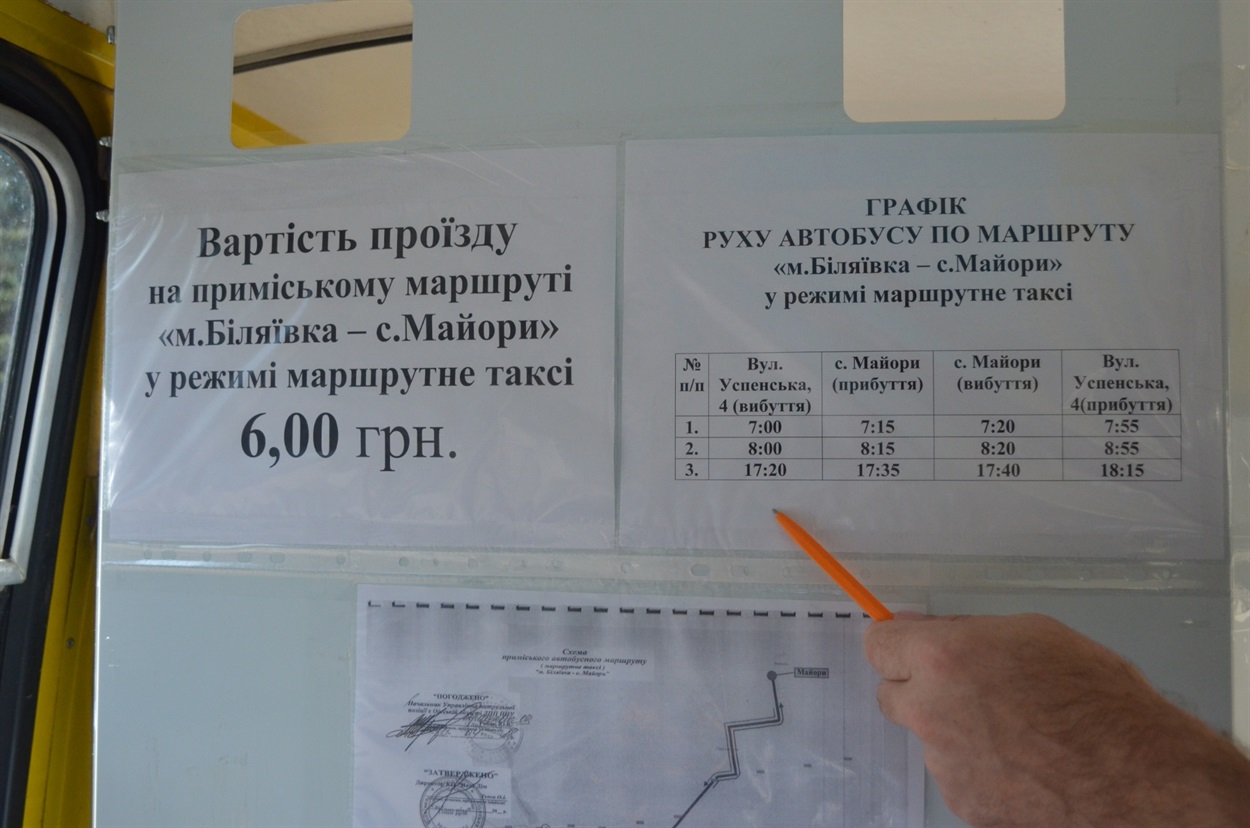 Вартість проїзду
на приміському маршруті
«м.Біляївка – с.Майори»
у режимі маршрутне таксі
6,00 грн.
ГРАФІК
РУХУ АВТОБУСУ ПО МАРШРУТУ
«м.Біляївка – с.Майори»
у режимі маршрутне таксі
№ п/п Вул. Успенська, 4 (вибуття) с. Майори (прибуття) с. Майори (вибуття) Вул. Успенська, 4(прибуття)
1. 7:00 7:15 7:20 7:55
2. 8:00 8:15 8:20 8:55
3. 17:20 17:35 17:40 18:15
Схема
приміського автобусного маршруту
( маршрутне таксі )
Майори
"ПОГОДЖЕНО"
"ЗАТВЕРДЖЕНО"